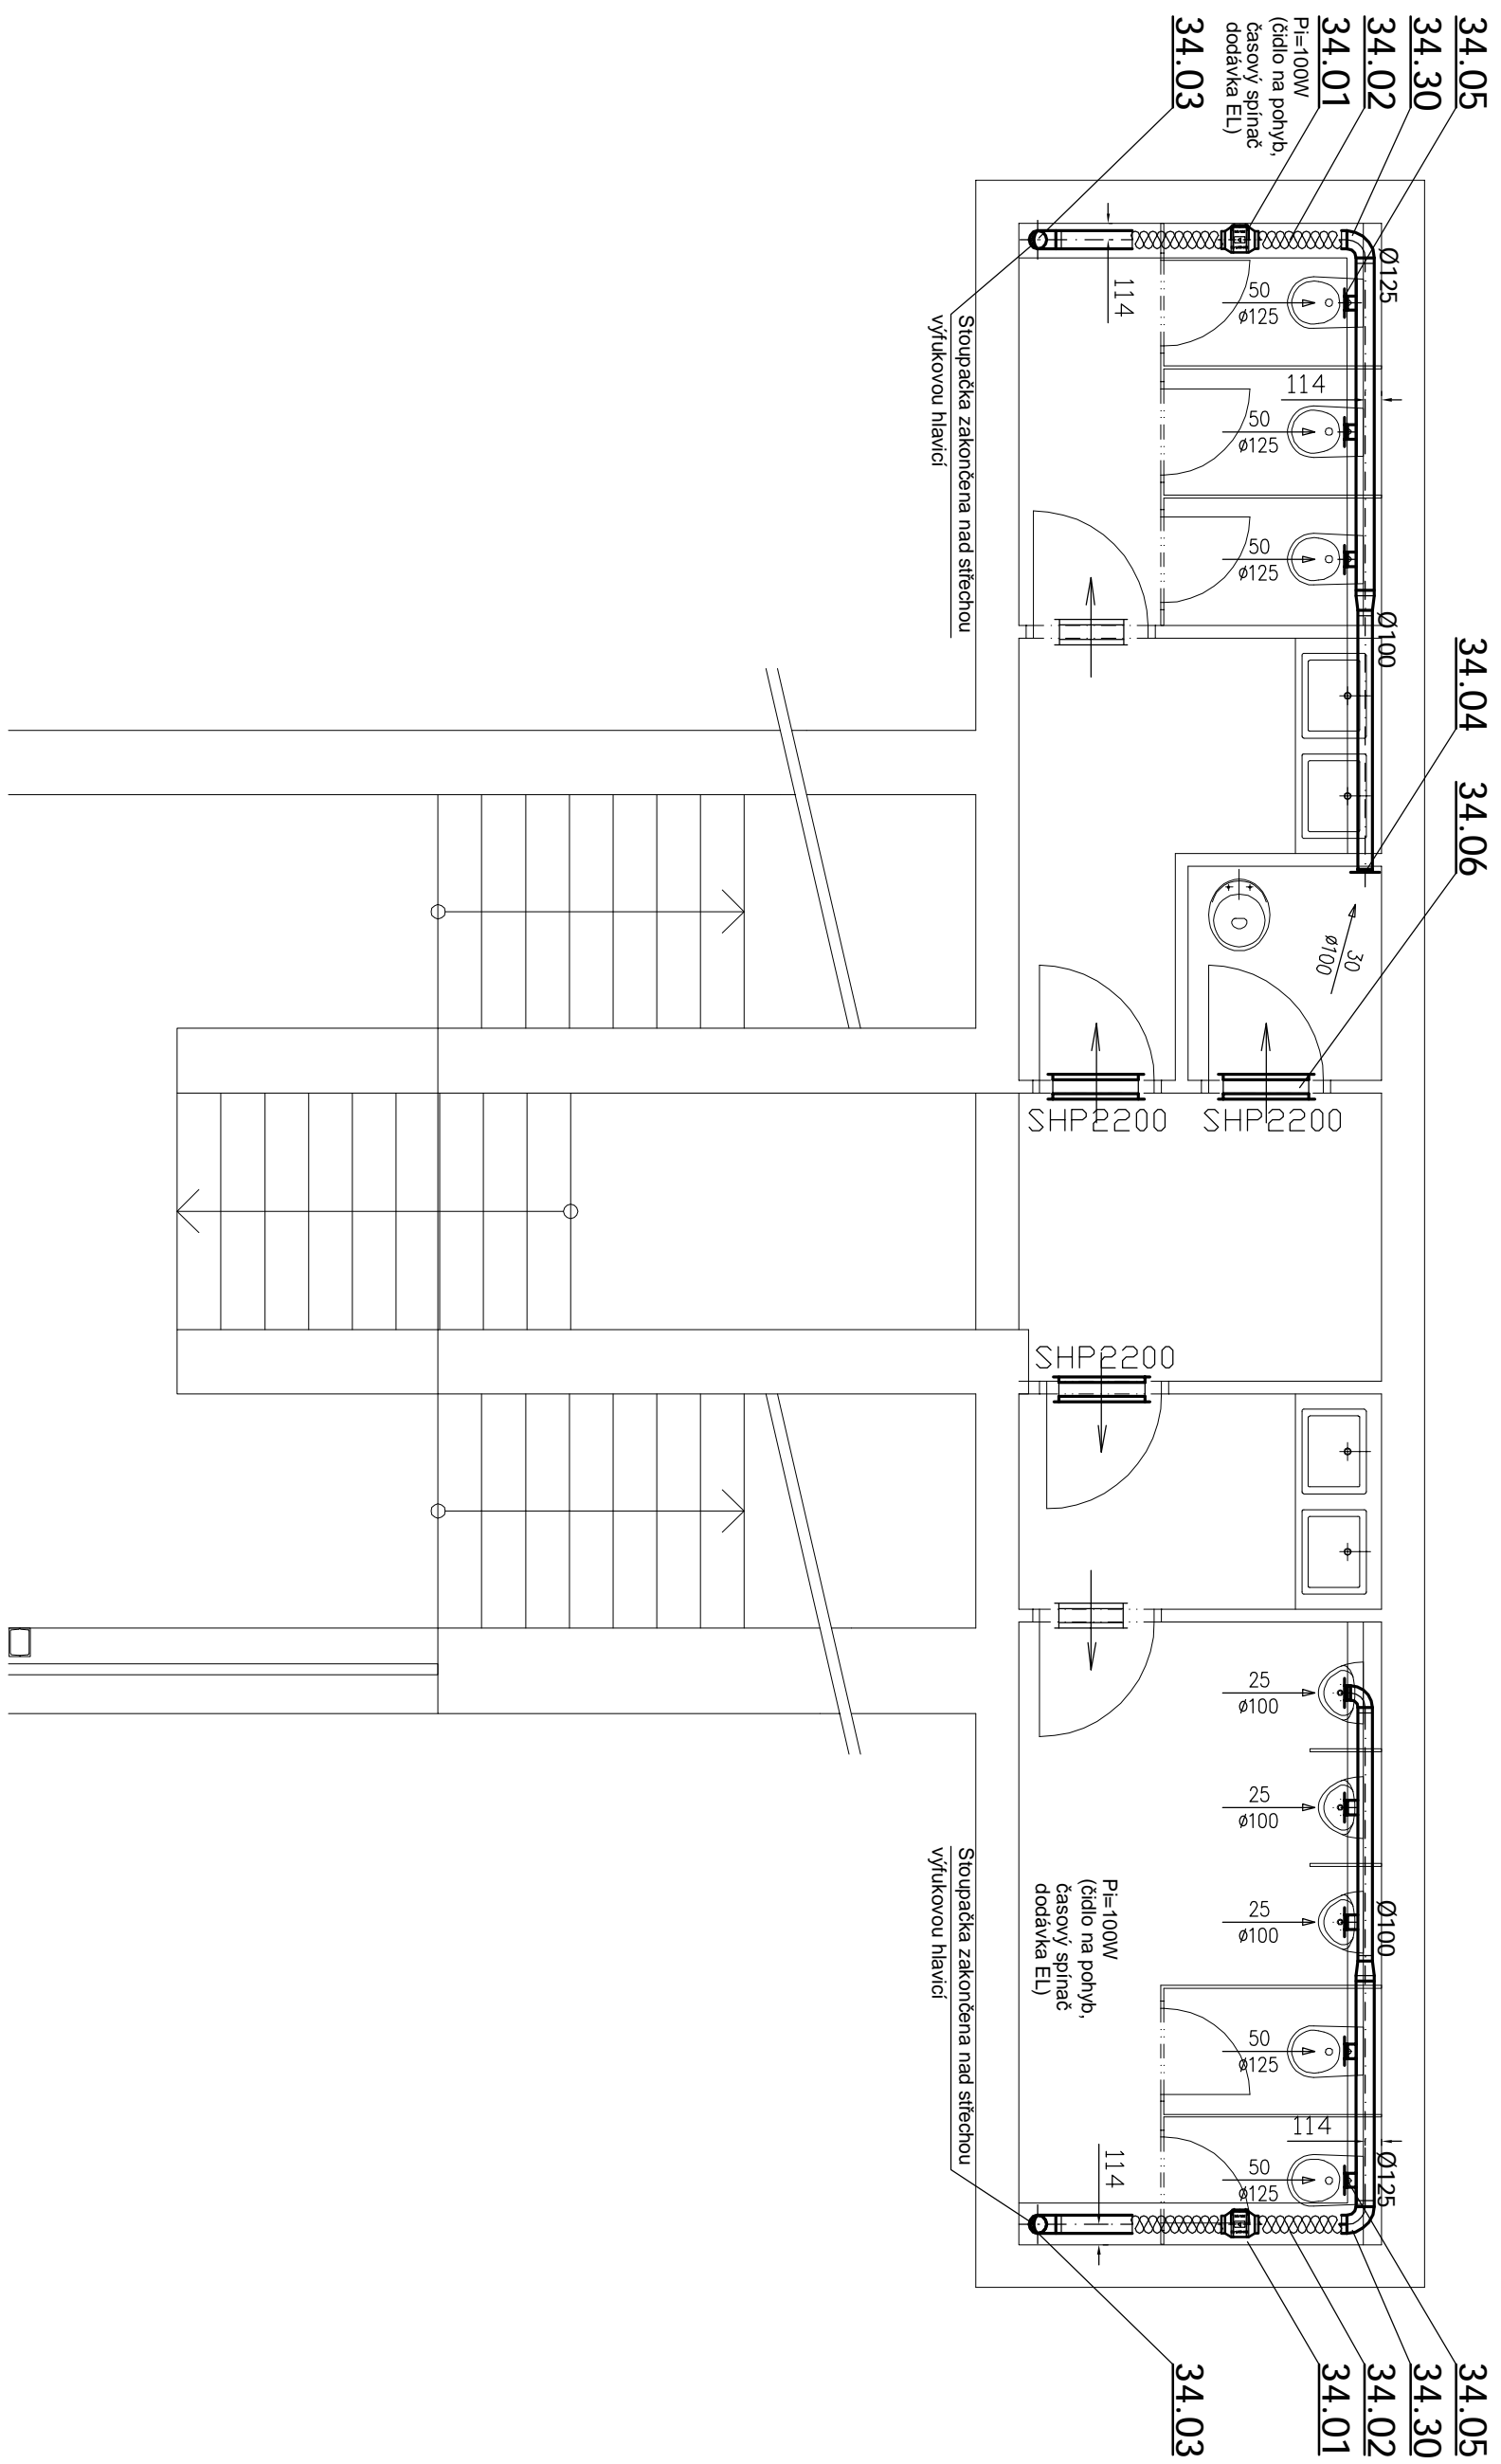 34.05
34.30
34.02
34.01
Pi=100W
(čidlo na pohyb,
časový spínač
dodávka EL)
34.03
Ø125
50
ø125
114
50
ø125
114
50
ø125
Stoupačka zakončena nad střechou
výfukovou hlavicí
Ø100
34.04
34.06
30
ø100
SHP2200
SHP2200
SHP2200
25
ø100
25
ø100
25
ø100
Ø100
Pi=100W
(čidlo na pohyb,
časový spínač
dodávka EL)
Stoupačka zakončena nad střechou
výfukovou hlavicí
50
ø125
114
50
ø125
Ø125
114
34.05
34.30
34.02
34.01
34.03